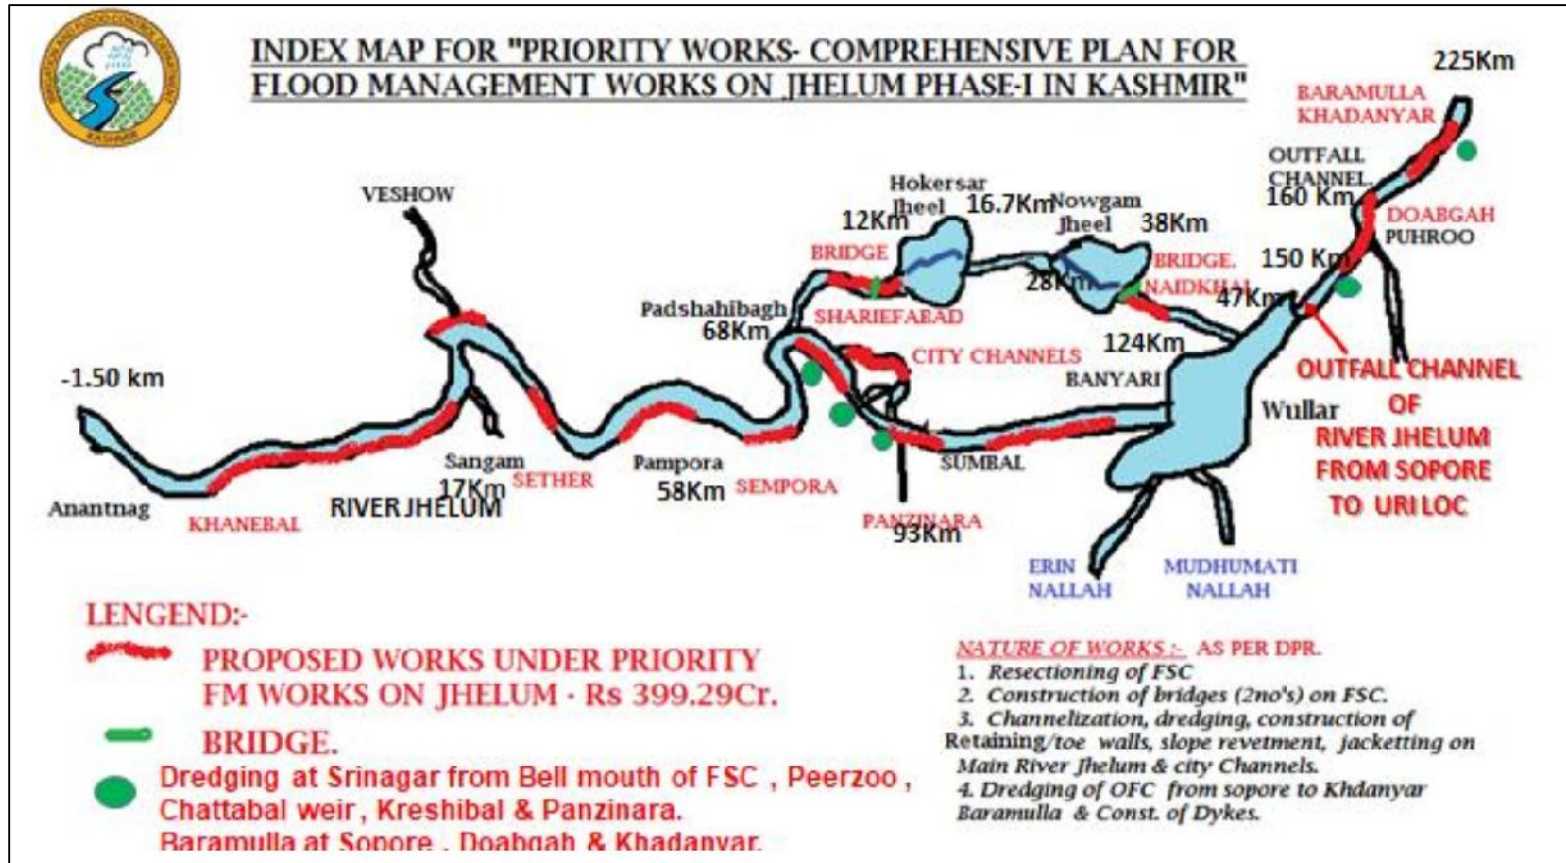 INDEX MAP FOR "PRIORITY WORKS- COMPREHENSIVE PLAN FOR
FLOOD MANAGEMENT WORKS ON JHELUM PHASE-I IN KASHMIR"
225Km
BARAMULLA
KHADANYAR
OUTFALL
CHANNEL.
160 Km
DOABGAH
PUHROO
150 Km
VESHOW
Hokersar
Jheel
12Km
16.7Km
Nowgam
Jheel
38Km
BRIDGE
BRIDGE.
28Km
NAIDKHAI
47Km
Padshahibagh
68Km
SHARIEFABAD
CITY CHANNELS
124Km
BANYARI
-1.50 km
OUTFALL CHANNEL
OF
RIVER JHELUM
FROM SOPORE
TO URI LOC
Wullar
Sangam
17Km
SETHER
Pampora
58Km
SEMPORA
SUMBAL
Anantnag
KHANEBAL
RIVER JHELUM
PANZINARA
93Km
ERIN
NALLAH
MUDHUMATI
NALLAH
LENGEND:-
PROPOSED WORKS UNDER PRIORITY
FM WORKS ON JHELUM - Rs 399.29Cr.
BRIDGE.
Dredging at Srinagar from Bell mouth of FSC , Peerzoo ,
Chattabal weir , Kreshibal & Panzinara.
Baramulla at Sopore , Doabgah & Khadanyar.
NATURE OF WORKS :- AS PER DPR.
1. Resectioning of FSC
2. Construction of bridges (2no's) on FSC.
3. Channelization, dredging, construction of
Retaining/toe walls, slope revetment, jacketting on
Main River Jhelum & city Channels.
4. Dredging of OFC from sopore to Khdanyar
Baramulla & Const. of Dykes.
KASHMIR